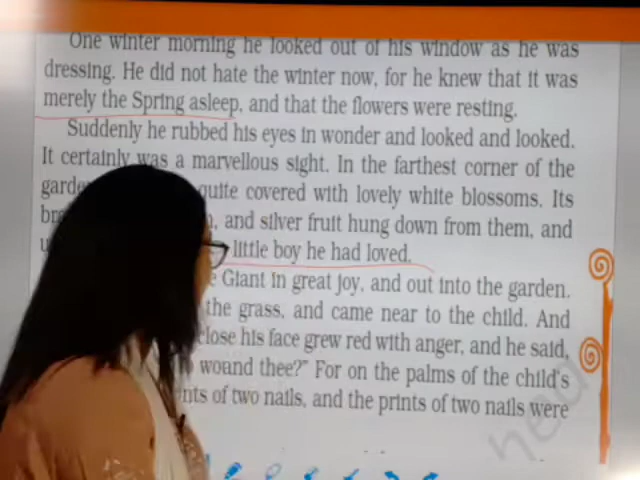 One winter morning he looked out of his window as he was
dressing. He did not hate the winter now, for he knew that it was
merely the Spring asleep, and that the flowers were resting.
Suddenly he rubbed his eyes in wonder and looked and looked.
It certainly was a marvellous sight. In the farthest corner of the
quite covered with lovely white blossoms. Its
and silver fruit hung down from them, and
little boy he had loved.
Giant in great joy, and out into the garden.
the grass, and came near to the child. And
close his face grew red with anger, and he said,
wound thee?" For on the palms of the child's
of two nails, and the prints of two nails were